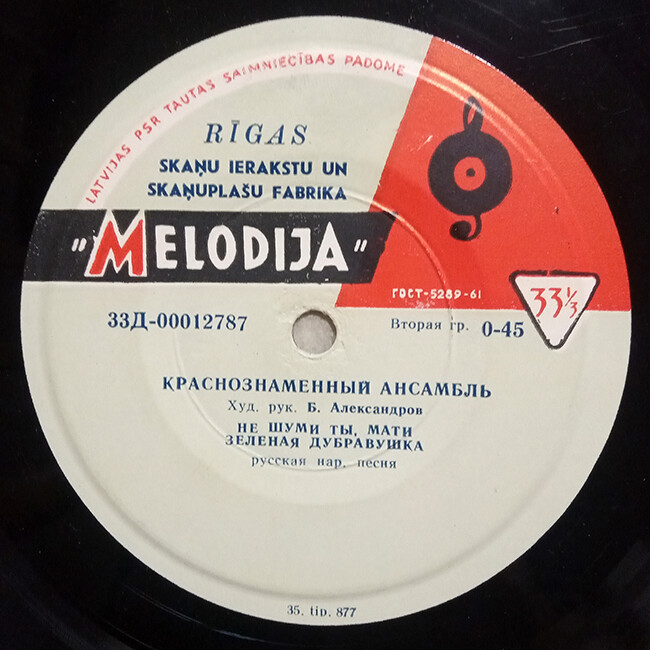 LATVIJAS PSR TAUTAS SAIMNIECĪBAS PADOME
RĪGAS
SKAŅU IERAKSTU UN
SKAŅUPLAŠU FABRIKA
"MELODIJA"
ГОСТ-5289-61
33⅓
33Д-00012787
Вторая гр. 0-45
КРАСНОЗНАМЕННЫЙ АНСАМБЛЬ
Худ. рук. Б. Александров
НЕ ШУМИ ТЫ, МАТИ
ЗЕЛЕНАЯ ДУБРАВУШКА
русская нар. песня
35. tip. 877